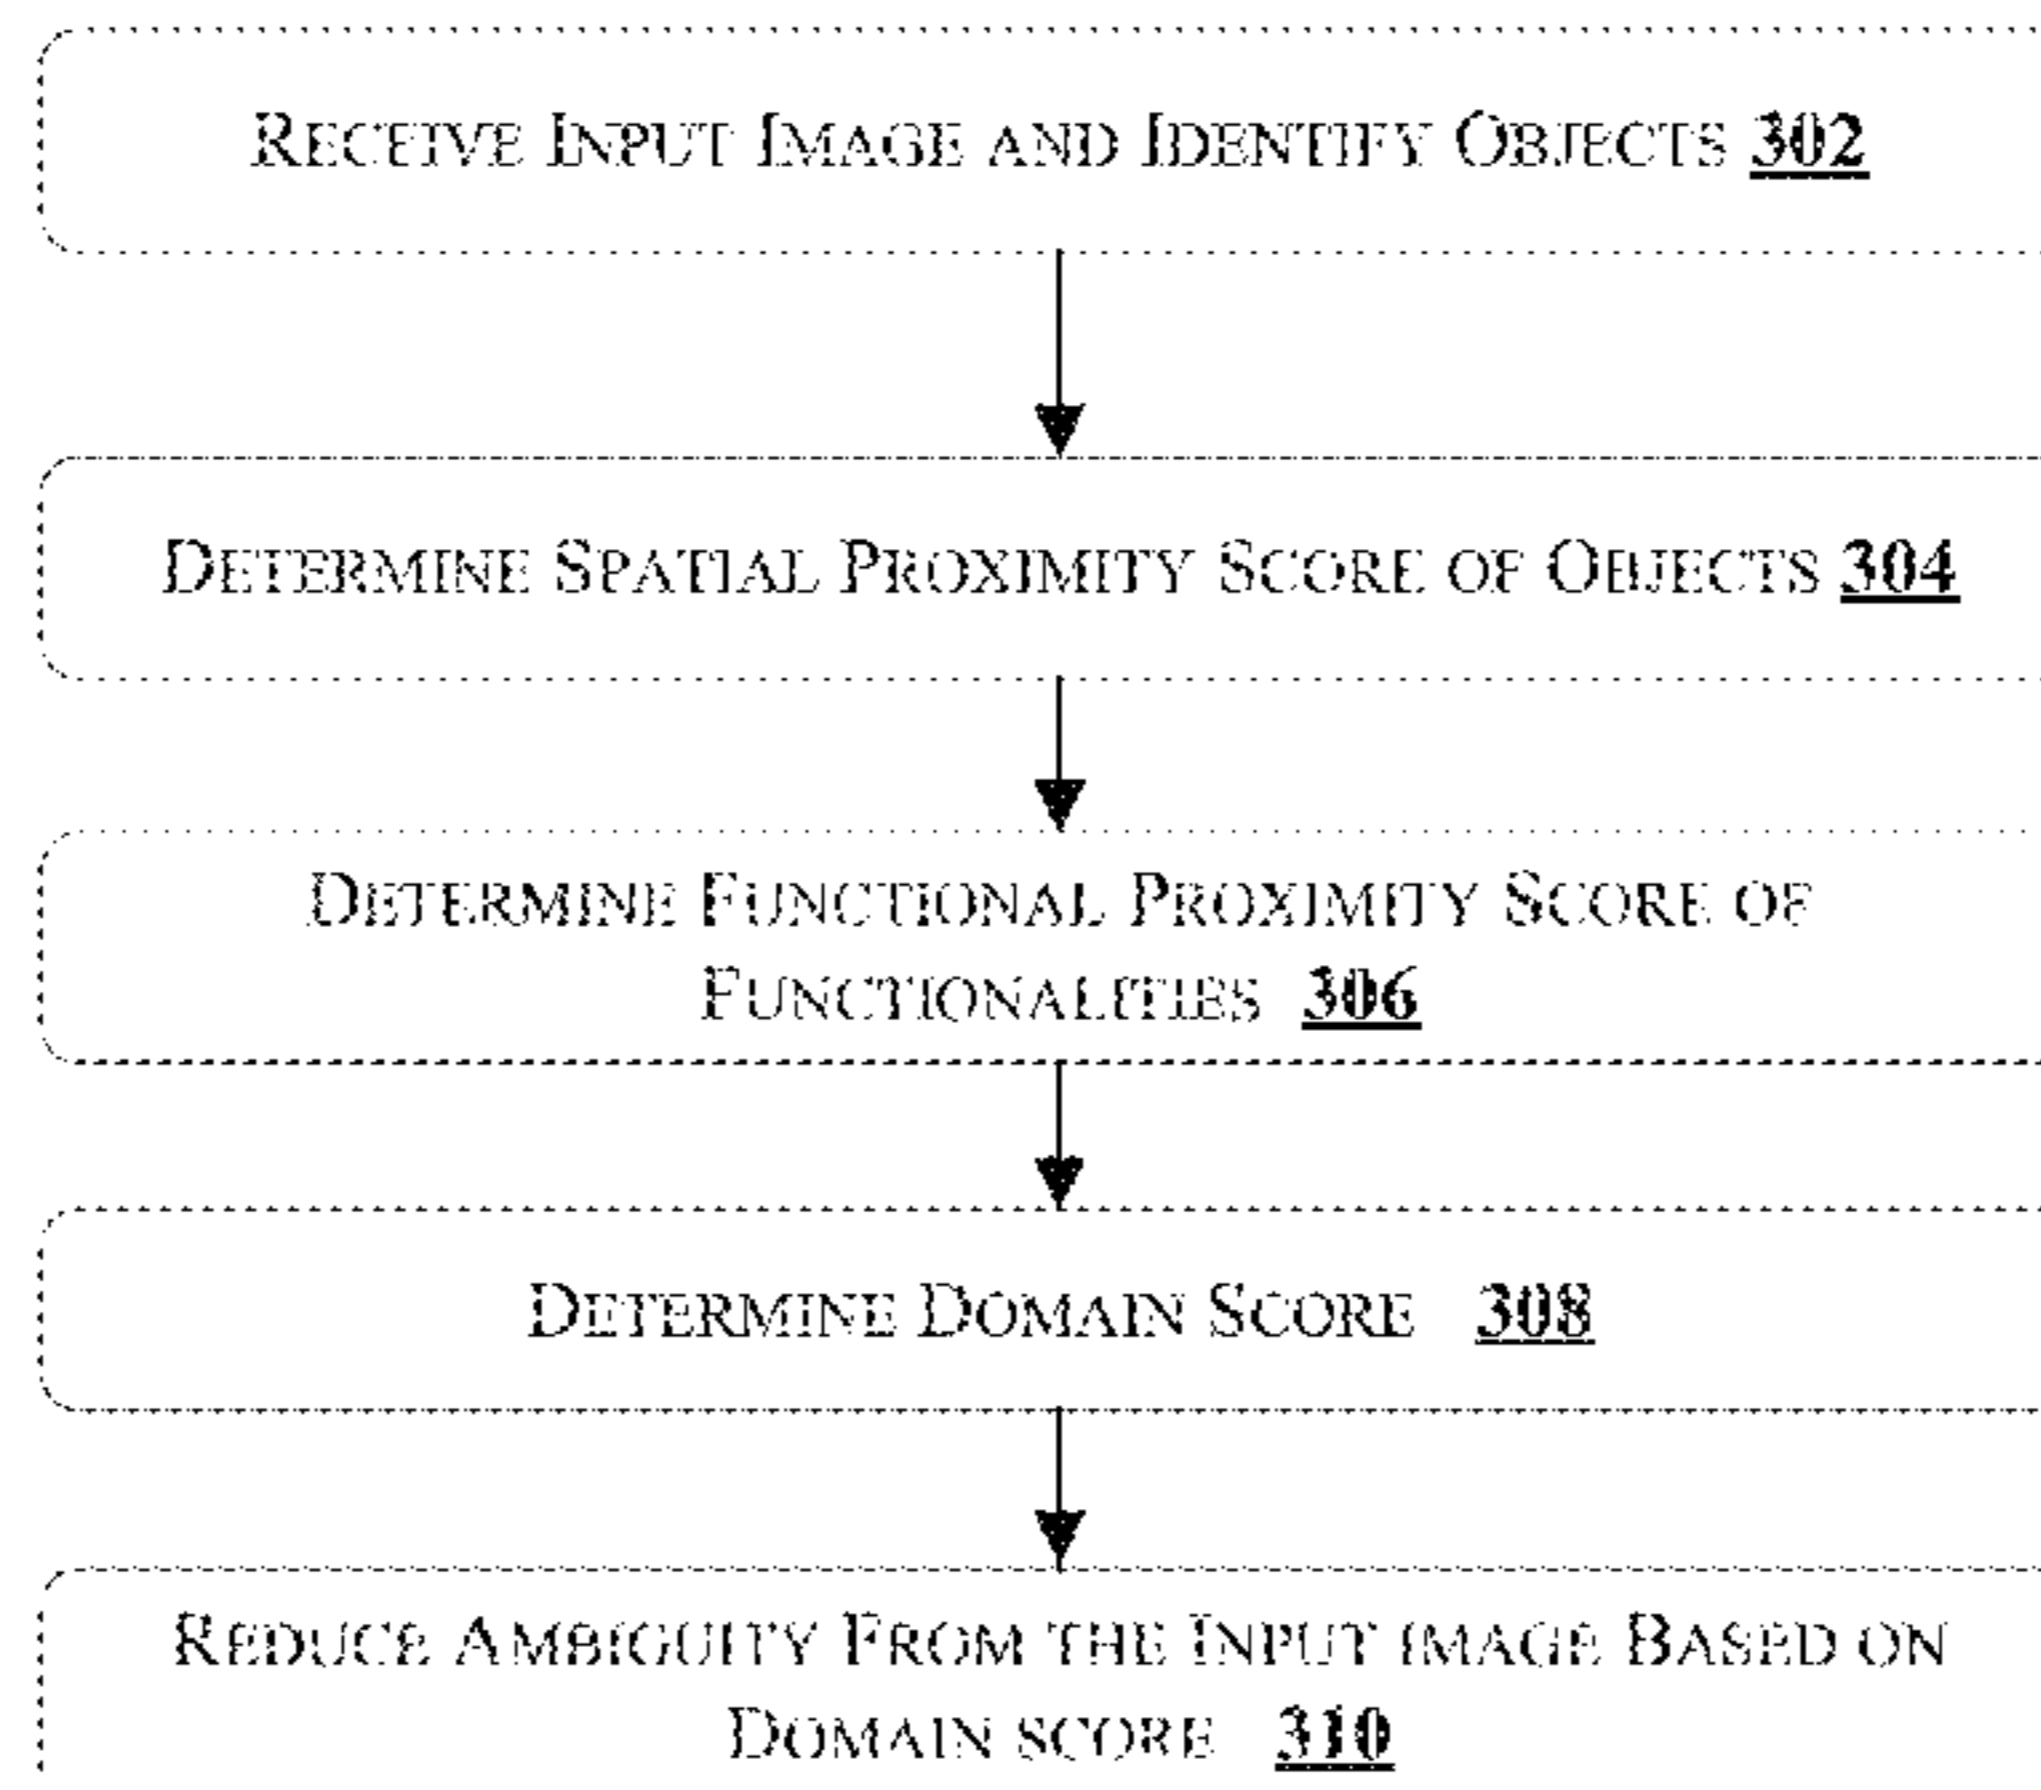 RECEIVE INPUT IMAGE AND IDENTIFY OBJECTS 302
DETERMINE SPATIAL PROXIMITY SCORE OF OBJECTS 304
DETERMINE FUNCTIONAL PROXIMITY SCORE OF
FUNCTIONALITIES 306
DETERMINE DOMAIN SCORE 308
REDUCE AMBIGUITY FROM THE INPUT IMAGE BASED ON
DOMAIN SCORE 310